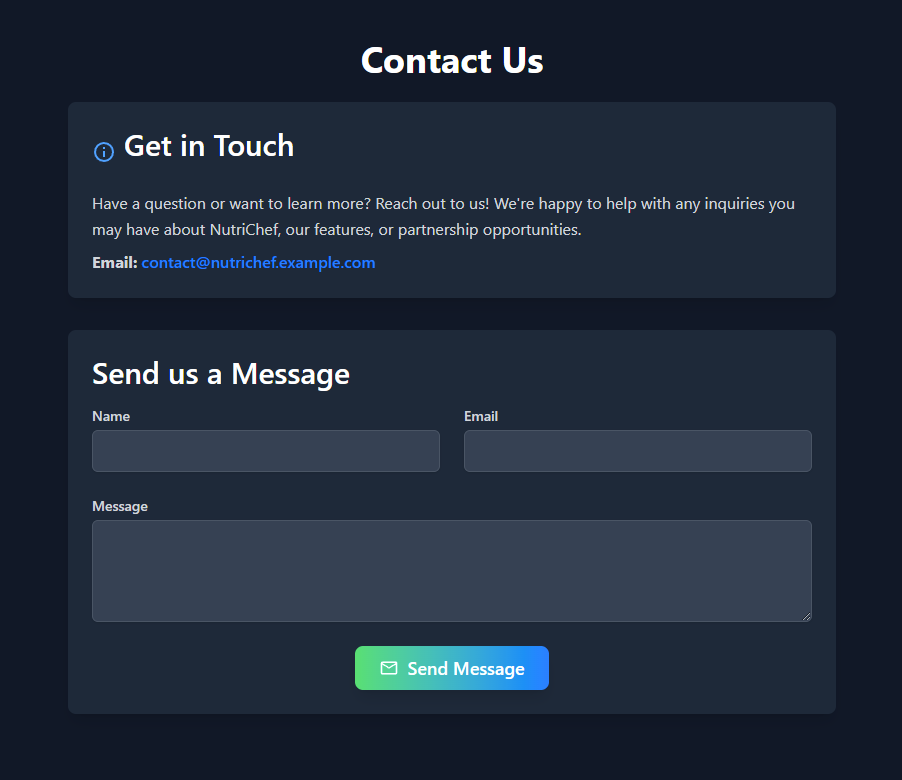 Contact Us
Get in Touch
Have a question or want to learn more? Reach out to us! We're happy to help with any inquiries you
may have about NutriChef, our features, or partnership opportunities.
Email: contact@nutrichef.example.com
Send us a Message
Name
Email
Message
Send Message